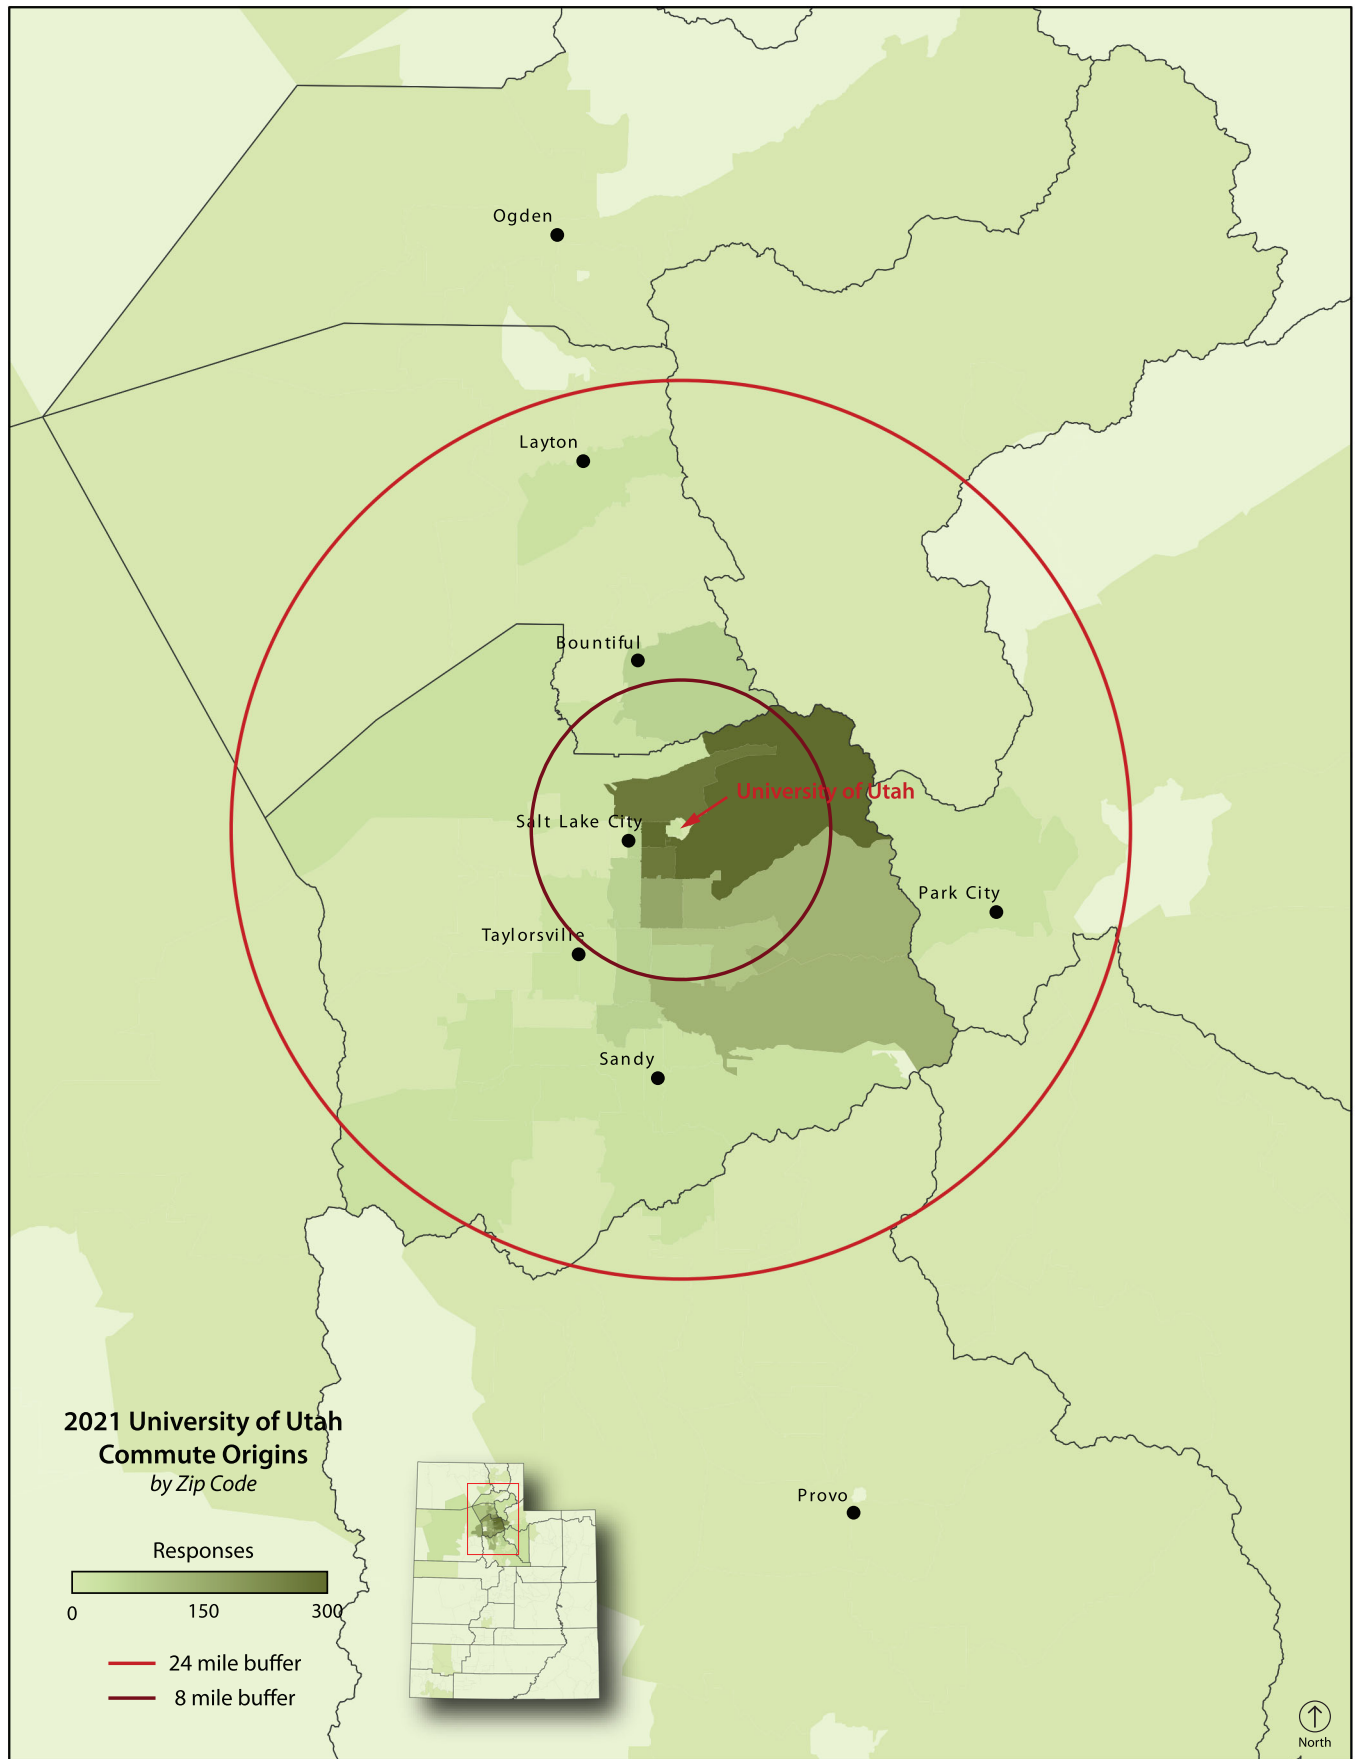 Ogden
Layton
Bountiful
University of Utah
Salt Lake City
Park City
Taylorsville
Sandy
2021 University of Utah
Commute Origins
by Zip Code
Provo
Responses
0 150 300
24 mile buffer
8 mile buffer
North